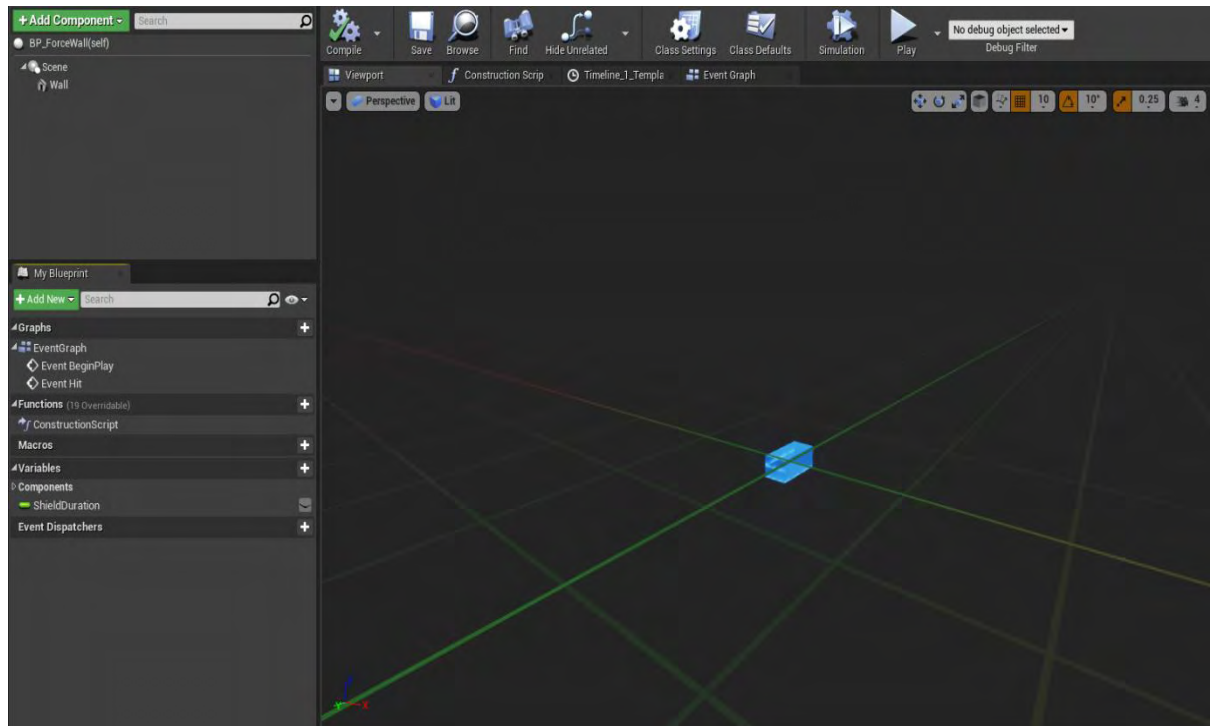 + Add Component Search
BP_ForceWall(self)
Scene
Wall
Compile Save Browse Find Hide Unrelated Class Settings Class Defaults Simulation Play
No debug object selected
Debug Filter
Viewport Construction Scrip Timeline_1_Templa Event Graph
Perspective Lit 10 10° 0.25 4
My Blueprint
+ Add New Search
Graphs +
EventGraph
Event BeginPlay
Event Hit
Functions (19 Overridable) +
ConstructionScript
Macros +
Variables +
Components
ShieldDuration
Event Dispatchers +
Y X